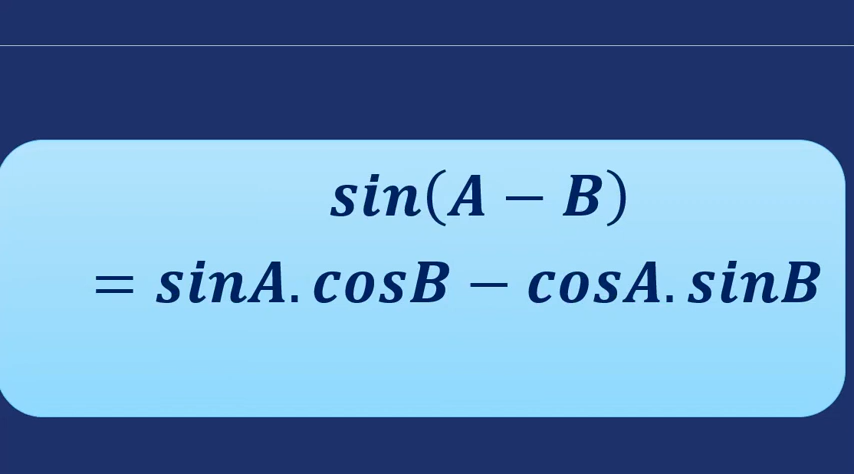 sin(A − B)
= sinA.cosB − cosA.sinB